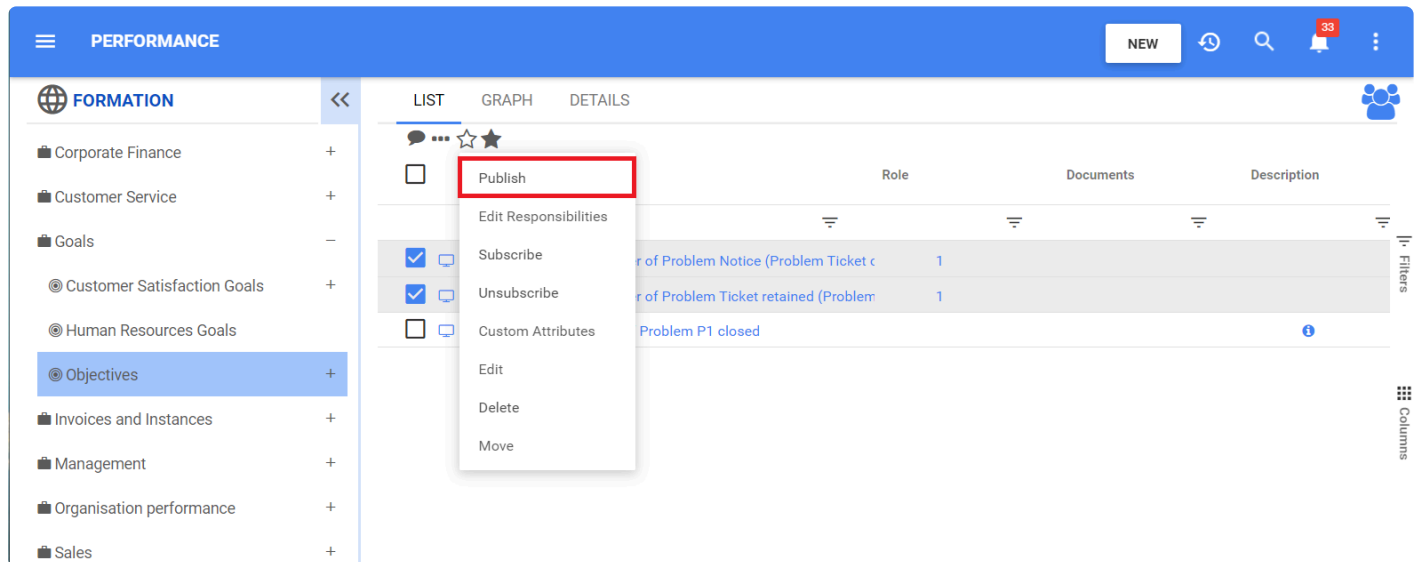 PERFORMANCE
NEW
33
FORMATION
LIST GRAPH DETAILS
Corporate Finance +
Customer Service +
Goals −
Customer Satisfaction Goals +
Human Resources Goals
Objectives +
Invoices and Instances +
Management +
Organisation performance +
Sales +
Role Documents Description
Publish
Edit Responsibilities
Subscribe
Unsubscribe
Custom Attributes
Edit
Delete
Move
of Problem Notice (Problem Ticket 1
of Problem Ticket retained (Problem 1
Problem P1 closed
Filters
Columns